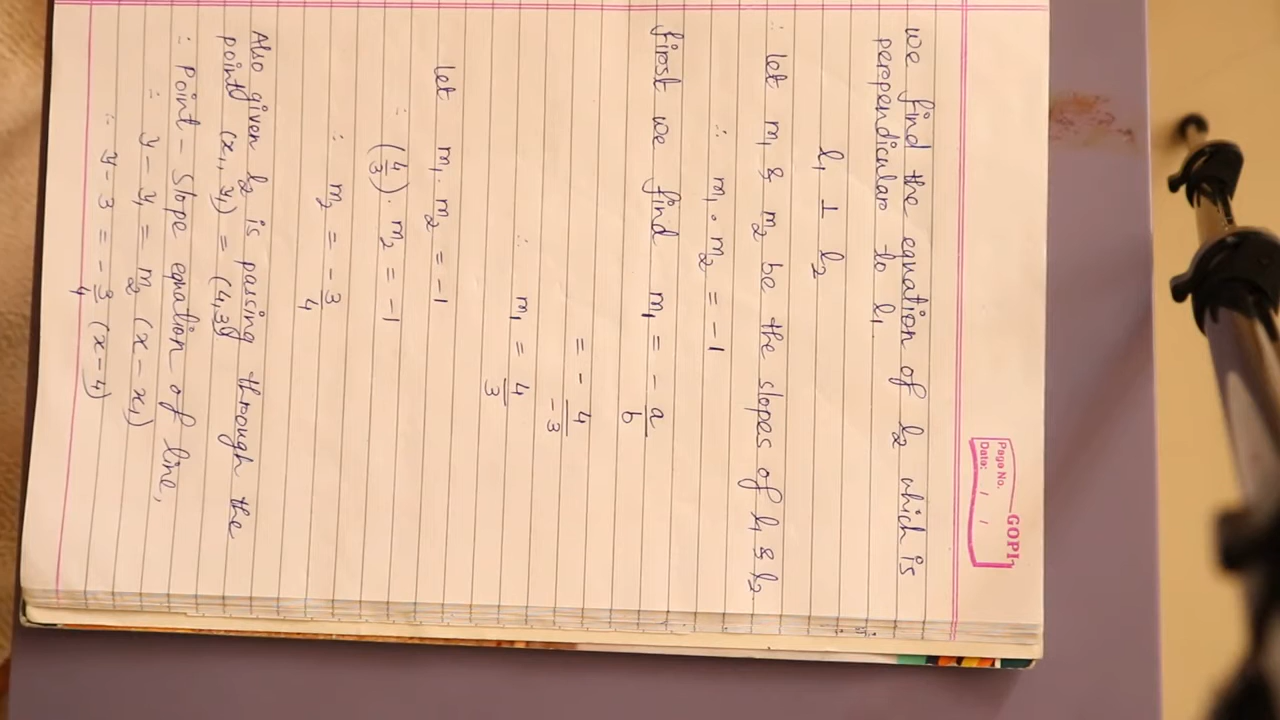 GOPI
Page No.
Date: / /
We find the equation of l₂ which is
perpendicular to l₁.
l₁ ⊥ l₂
∴ let m₁ & m₂ be the slopes of l₁ & l₂.
∴ m₁ · m₂ = -1
first we find m₁ = - a/b
= - 4/-3
∴ m₁ = 4/3
Let m₁ · m₂ = -1
∴ (4/3) · m₂ = -1
∴ m₂ = - 3/4
Also given l₂ is passing through the
point (x₁, y₁) = (4,3)
∴ Point - Slope equation of line,
∴ y - y₁ = m₂ (x - x₁)
∴ y - 3 = - 3/4 (x - 4)